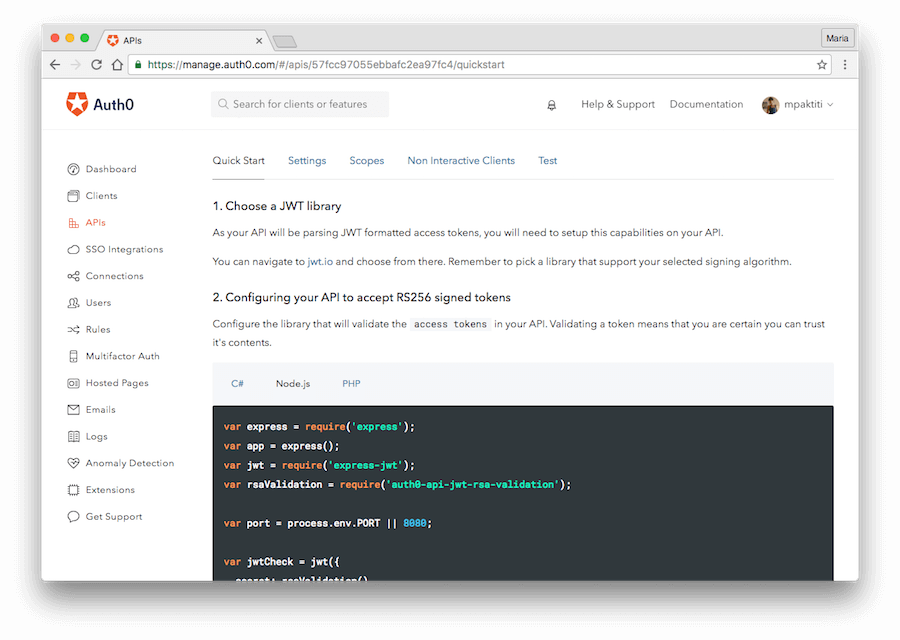 APIs
Maria
https://manage.auth0.com/#/apis/57fcc97055ebbafc2ea97fc4/quickstart
Auth0
Search for clients or features
Help & Support
Documentation
mpaktiti
Dashboard
Clients
APIs
SSO Integrations
Connections
Users
Rules
Multifactor Auth
Hosted Pages
Emails
Logs
Anomaly Detection
Extensions
Get Support
Quick Start
Settings
Scopes
Non Interactive Clients
Test
1. Choose a JWT library
As your API will be parsing JWT formatted access tokens, you will need to setup this capabilities on your API.
You can navigate to jwt.io and choose from there. Remember to pick a library that support your selected signing algorithm.
2. Configuring your API to accept RS256 signed tokens
Configure the library that will validate the access tokens in your API. Validating a token means that you are certain you can trust
it's contents.
C#
Node.js
PHP
var express = require('express');
var app = express();
var jwt = require('express-jwt');
var rsaValidation = require('auth0-api-jwt-rsa-validation');
var port = process.env.PORT || 8080;
var jwtCheck = jwt({
secret: rsaValidation()